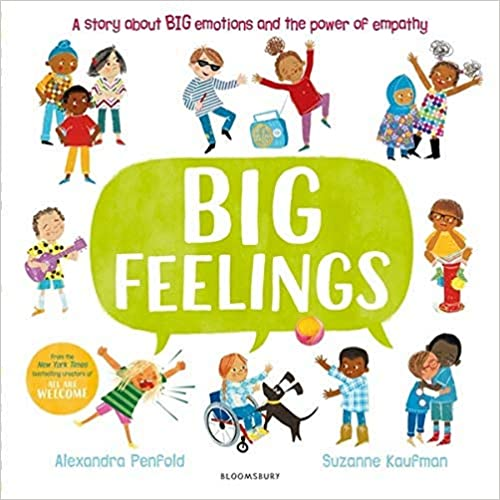 A story about BIG emotions and the power of empathy
BIG
FEELINGS
from the
New York Times
bestselling creators of
ALL ARE
WELCOME
Alexandra Penfold
Suzanne Kaufman
BLOOMSBURY